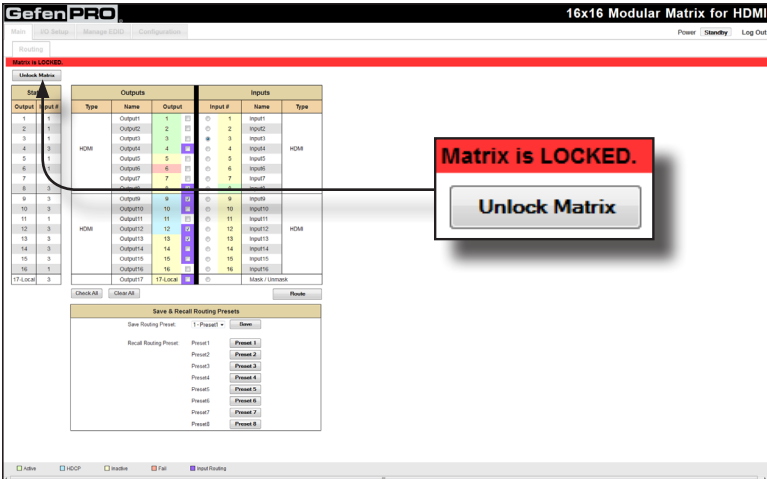 Gefen PRO 16x16 Modular Matrix for HDMI
Main I/O Setup Manage EDID Configuration Power Standby Log Out
Routing
Matrix is LOCKED.
Unlock Matrix
Outputs Inputs
Output Input # Type Name Output Input # Name Type
1 1 Output1 1 1 Input1
2 1 Output2 2 2 Input2
3 1 Output3 3 3 Input3
4 3 HDMI Output4 4 4 Input4 HDMI
5 1 Output5 5 5 Input5
6 1 Output6 6 6 Input6
7 1 Output7 7 7 Input7
8 3
9 3 Output9 9 9 Input9
10 3 Output10 10 10 Input10
11 1 Output11 11 11 Input11
12 3 HDMI Output12 12 12 Input12 HDMI
13 3 Output13 13 13 Input13
14 3 Output14 14 14 Input14
15 3 Output15 15 15 Input15
16 1 Output16 16 16 Input16
17-Local 3 Output17 17-Local Mask / Unmask
Check All Clear All Route
Save & Recall Routing Presets
Save Routing Preset: 1 - Preset1 Save
Recall Routing Preset: Preset1 Preset 1
Preset2 Preset 2
Preset3 Preset 3
Preset4 Preset 4
Preset5 Preset 5
Preset6 Preset 6
Preset7 Preset 7
Preset8 Preset 8
Active HDCP Inactive Fail Input Routing
Matrix is LOCKED.
Unlock Matrix